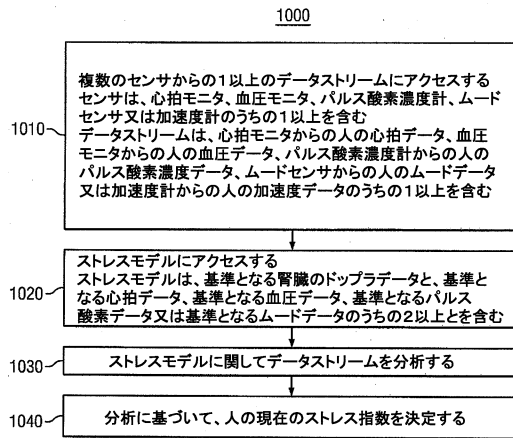 1000
1010
複数のセンサからの1以上のデータストリームにアクセスする
センサは、心拍モニタ、血圧モニタ、パルス酸素濃度計、ムード
センサ又は加速度計のうちの1以上を含む
データストリームは、心拍モニタからの人の心拍データ、血圧
モニタからの人の血圧データ、パルス酸素濃度計からの人の
パルス酸素濃度データ、ムードセンサからの人のムードデータ
又は加速度計からの人の加速度データのうちの1以上を含む
1020
ストレスモデルにアクセスする
ストレスモデルは、基準となる腎臓のドップラデータと、基準と
なる心拍データ、基準となる血圧データ、基準となるパルス
酸素データ又は基準となるムードデータのうちの2以上とを含む
1030
ストレスモデルに関してデータストリームを分析する
1040
分析に基づいて、人の現在のストレス指数を決定する